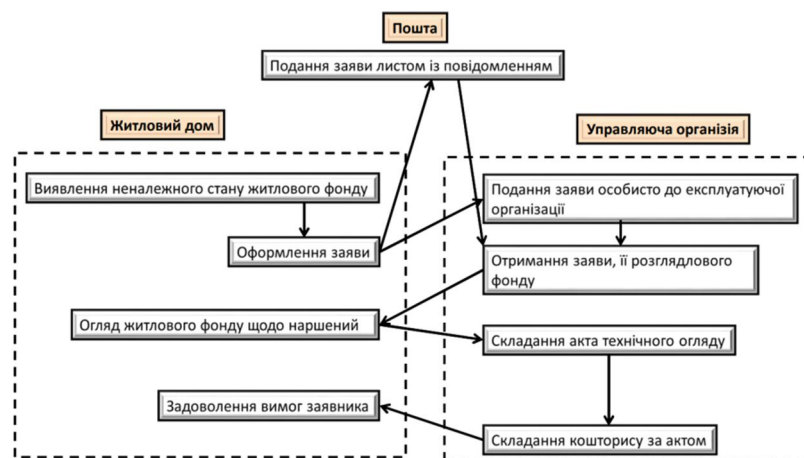 Пошта
Подання заяви листом із повідомленням
Житловий дом
Управляюча організія
Виявлення неналежного стану житлового фонду
Подання заяви особисто до експлуатуючої
організації
Оформлення заяви
Отримання заяви, її розглядлового
фонду
Огляд житлового фонду щодо наршений
Складання акта технічного огляду
Задоволення вимог заявника
Складання кошторису за актом